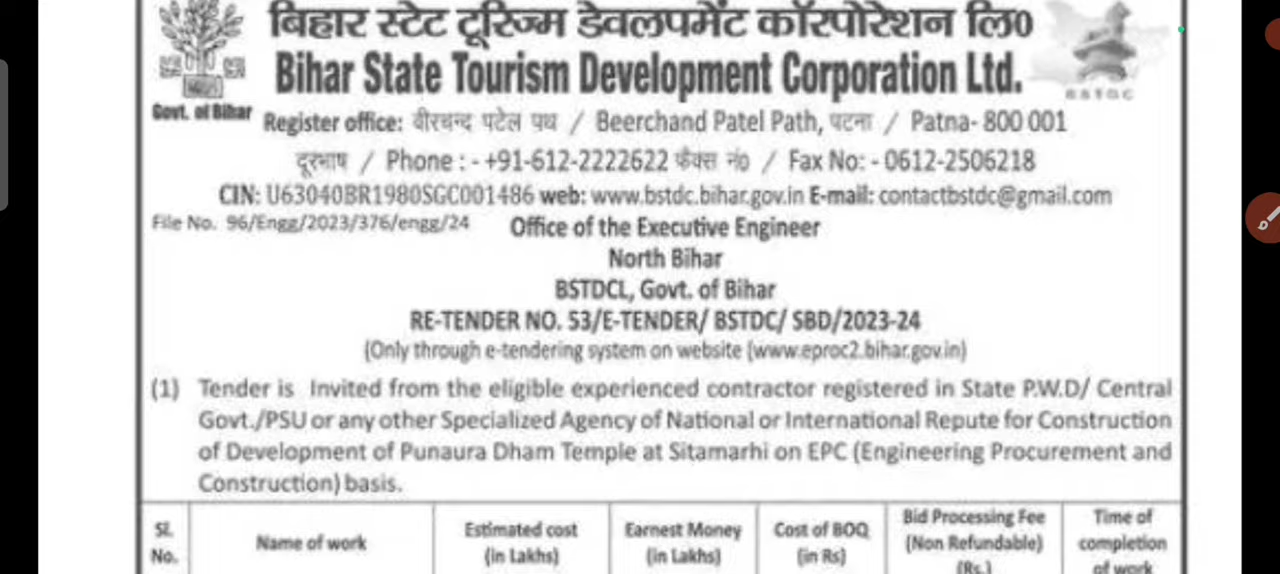 बिहार स्टेट टूरिज्म डेवलपमेंट कॉरपोरेशन लि0
Bihar State Tourism Development Corporation Ltd.
Govt. of Bihar
BSTDC
Register office: वीरचन्द पटेल पथ / Beerchand Patel Path, पटना / Patna- 800 001
दूरभाष / Phone : - +91-612-2222622 फैक्स नं0 / Fax No: - 0612-2506218
CIN: U63040BR1980SGC001486 web: www.bstdc.bihar.gov.in E-mail: contactbstdc@gmail.com
File No. 96/Engg/2023/376/engg/24 Office of the Executive Engineer
North Bihar
BSTDCL, Govt. of Bihar
RE-TENDER NO. 53/E-TENDER/ BSTDC/ SBD/2023-24
(Only through e-tendering system on website (www.eproc2.bihar.gov.in)
(1) Tender is Invited from the eligible experienced contractor registered in State P.W.D/ Central
Govt./PSU or any other Specialized Agency of National or International Repute for Construction
of Development of Punaura Dham Temple at Sitamarhi on EPC (Engineering Procurement and
Construction) basis.
Sl. No.
Name of work
Estimated cost (in Lakhs)
Earnest Money (in Lakhs)
Cost of BOQ (in Rs)
Bid Processing Fee (Non Refundable) (Rs.)
Time of completion of work